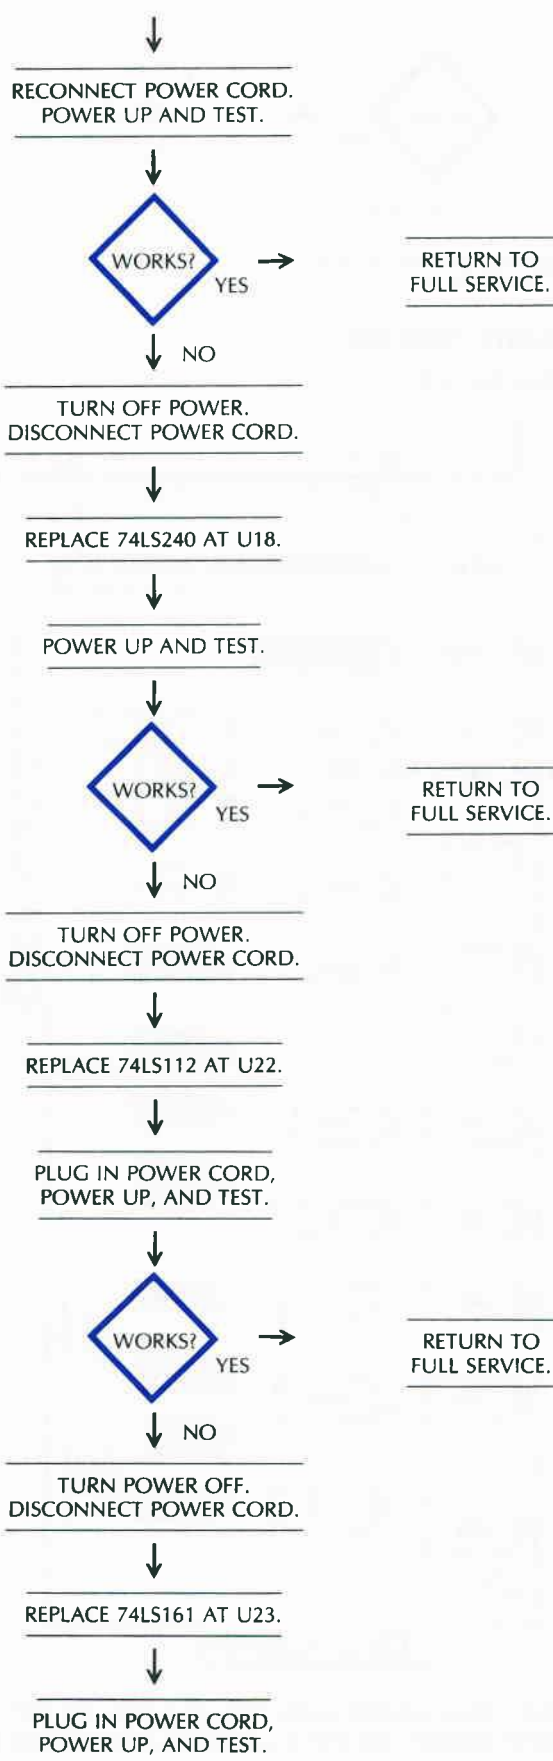 RECONNECT POWER CORD.
POWER UP AND TEST.
WORKS?
YES
RETURN TO
FULL SERVICE.
NO
TURN OFF POWER.
DISCONNECT POWER CORD.
REPLACE 74LS240 AT U18.
POWER UP AND TEST.
WORKS?
YES
RETURN TO
FULL SERVICE.
NO
TURN OFF POWER.
DISCONNECT POWER CORD.
REPLACE 74LS112 AT U22.
PLUG IN POWER CORD,
POWER UP, AND TEST.
WORKS?
YES
RETURN TO
FULL SERVICE.
NO
TURN POWER OFF.
DISCONNECT POWER CORD.
REPLACE 74LS161 AT U23.
PLUG IN POWER CORD,
POWER UP, AND TEST.